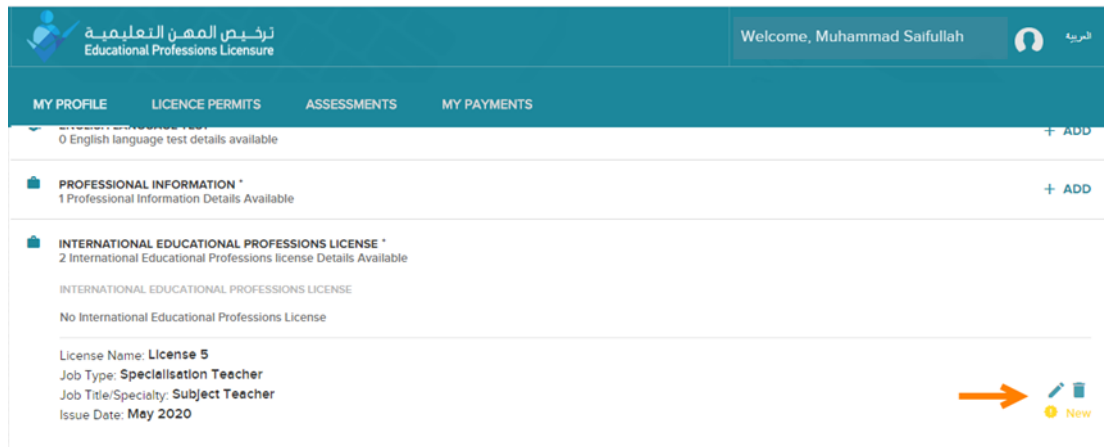 ترخـيـص المهـن التعليميـة
Educational Professions Licensure
Welcome, Muhammad Saifullah
العربية
MY PROFILE LICENCE PERMITS ASSESSMENTS MY PAYMENTS
0 English language test details available
+ ADD
PROFESSIONAL INFORMATION *
1 Professional Information Details Available
+ ADD
INTERNATIONAL EDUCATIONAL PROFESSIONS LICENSE *
2 International Educational Professions license Details Available
INTERNATIONAL EDUCATIONAL PROFESSIONS LICENSE
No International Educational Professions License
License Name: License 5
Job Type: Specialisation Teacher
Job Title/Specialty: Subject Teacher
Issue Date: May 2020
New